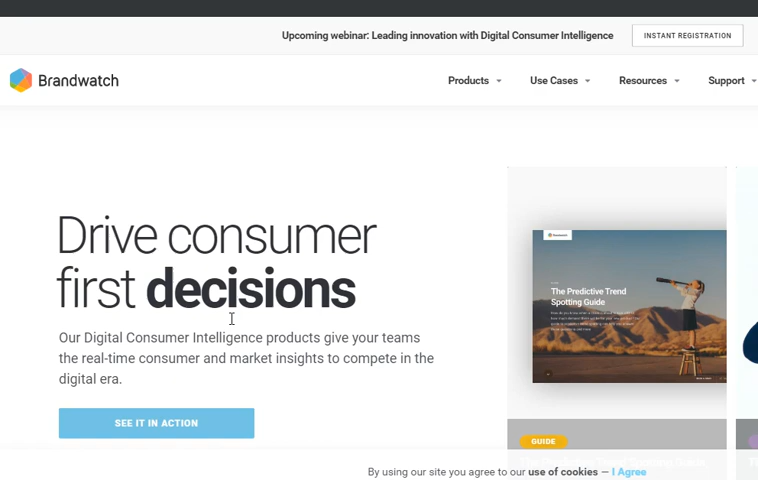 Upcoming webinar: Leading innovation with Digital Consumer Intelligence
INSTANT REGISTRATION
Brandwatch
Products
Use Cases
Resources
Support
Drive consumer
first decisions
Our Digital Consumer Intelligence products give your teams
the real-time consumer and market insights to compete in the
digital era.
SEE IT IN ACTION
Brandwatch
The Predictive Trend
Spotting Guide
GUIDE
By using our site you agree to our use of cookies — I Agree